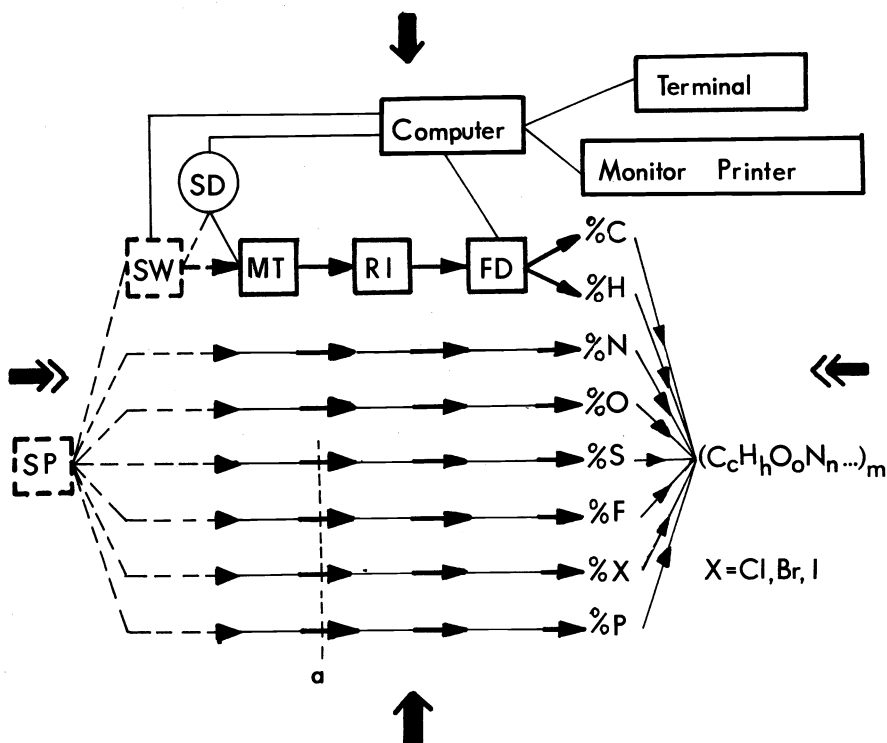 Terminal
Computer
Monitor Printer
SD
%C
SW
MT
RI
FD
%H
%N
%O
SP
%S
(CcHhOoNn...)m
%F
%X
X=Cl,Br,I
%P
a